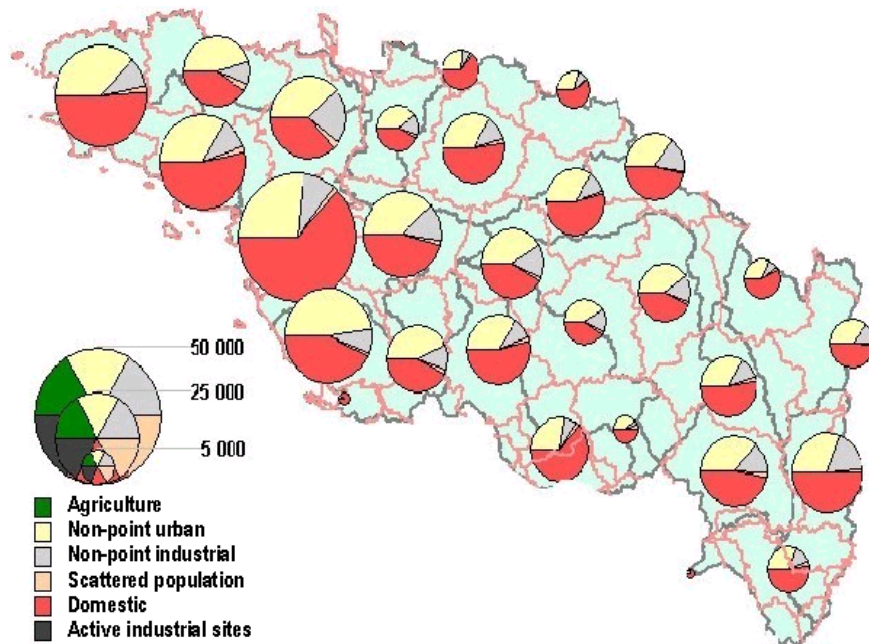 50 000
25 000
5 000
Agriculture
Non-point urban
Non-point industrial
Scattered population
Domestic
Active industrial sites